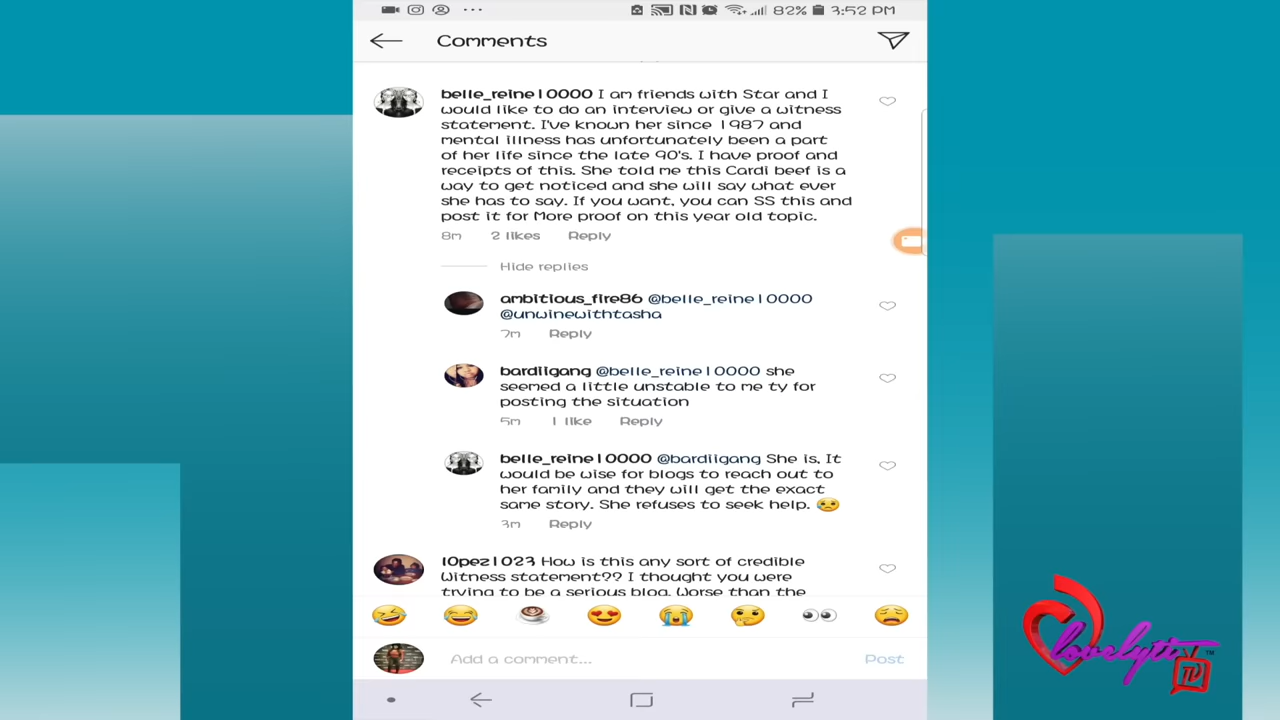 82% 3:52 PM
Comments
belle_reine10000 I am friends with Star and I
would like to do an interview or give a witness
statement. I've known her since 1987 and
mental illness has unfortunately been a part
of her life since the late 90's. I have proof and
receipts of this. She told me this Cardi beef is a
way to get noticed and she will say what ever
she has to say. If you want, you can SS this and
post it for More proof on this year old topic.
8m 2 likes Reply
Hide replies
ambitious_fire86 @belle_reine10000
@unwinewithtasha
7m Reply
bardiigang @belle_reine10000 she
seemed a little unstable to me ty for
posting the situation
5m 1 like Reply
belle_reine10000 @bardiigang She is, It
would be wise for blogs to reach out to
her family and they will get the exact
same story. She refuses to seek help. 😢
3m Reply
10pez1023 How is this any sort of credible
Witness statement?? I thought you were
trying to be a serious blog. Worse than the
Add a comment... Post
lovelyti TM
TV